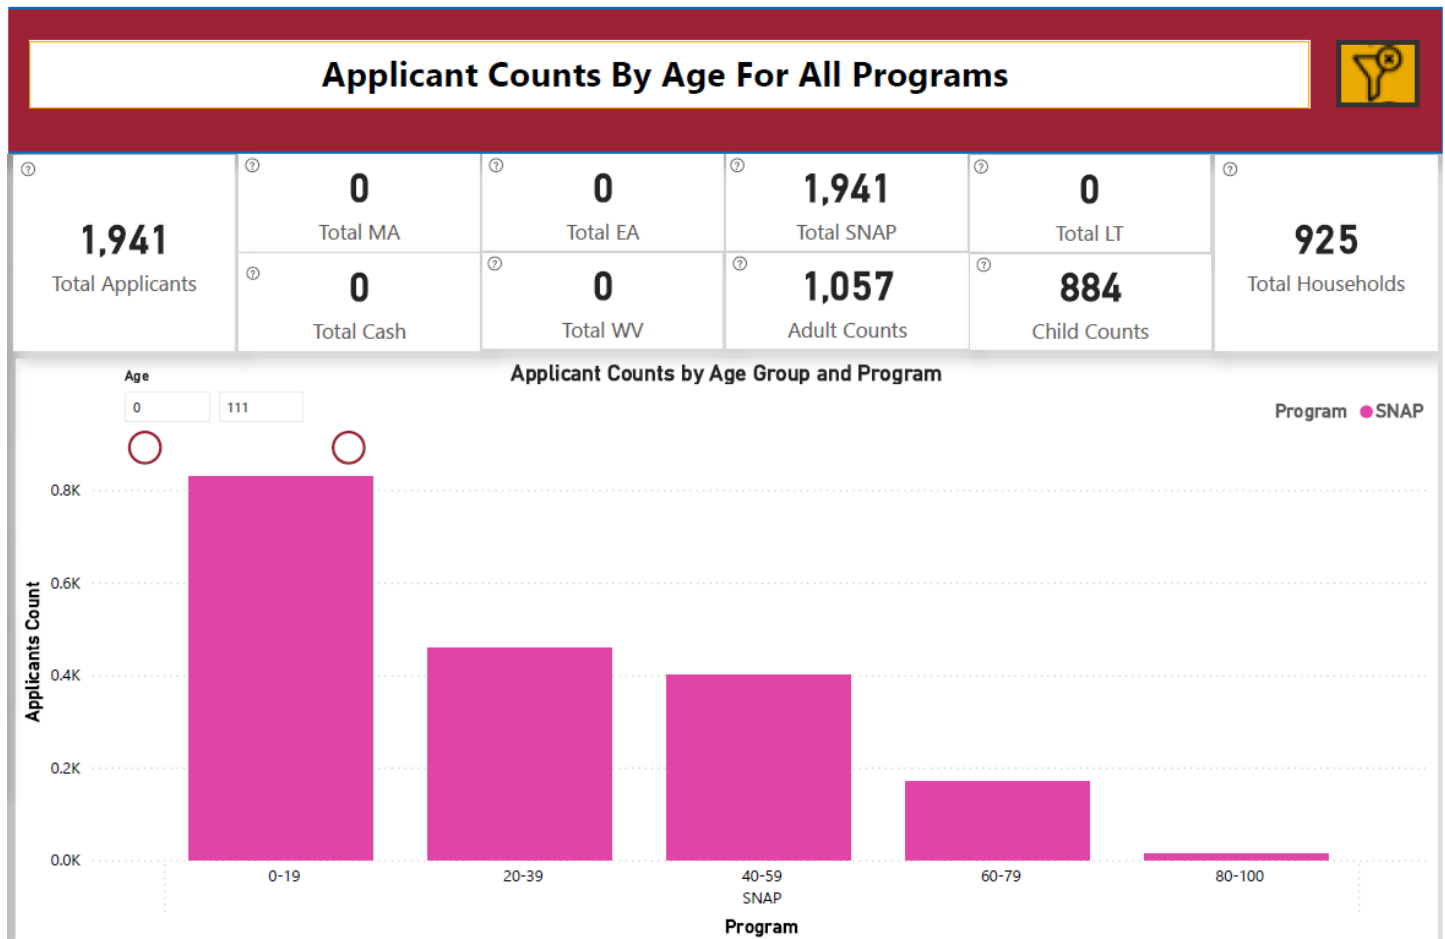 Applicant Counts By Age For All Programs
1,941
Total Applicants
0
Total MA
0
Total EA
1,941
Total SNAP
0
Total LT
925
Total Households
0
Total Cash
0
Total WV
1,057
Adult Counts
884
Child Counts
Applicant Counts by Age Group and Program
Age
0 111
Program SNAP
Applicants Count
0.8K
0.6K
0.4K
0.2K
0.0K
0-19 20-39 40-59 60-79 80-100
SNAP
Program